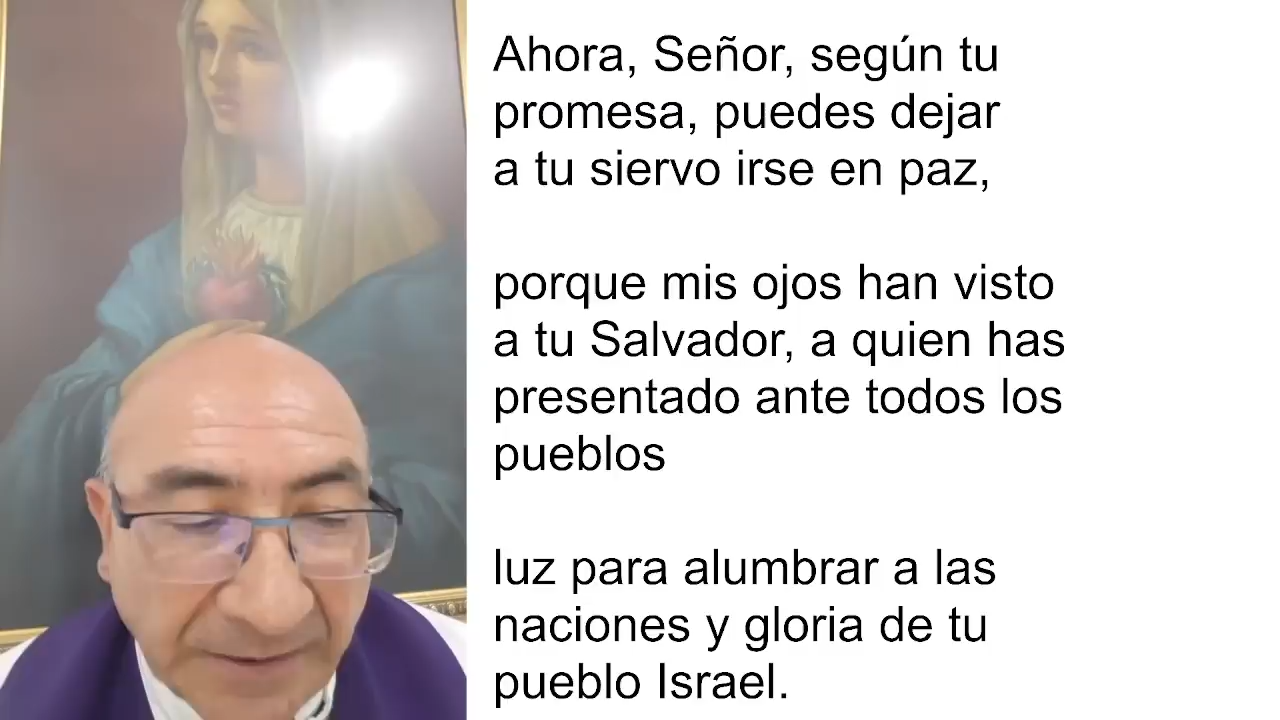 Ahora, Señor, según tu
promesa, puedes dejar
a tu siervo irse en paz,
porque mis ojos han visto
a tu Salvador, a quien has
presentado ante todos los
pueblos
luz para alumbrar a las
naciones y gloria de tu
pueblo Israel.